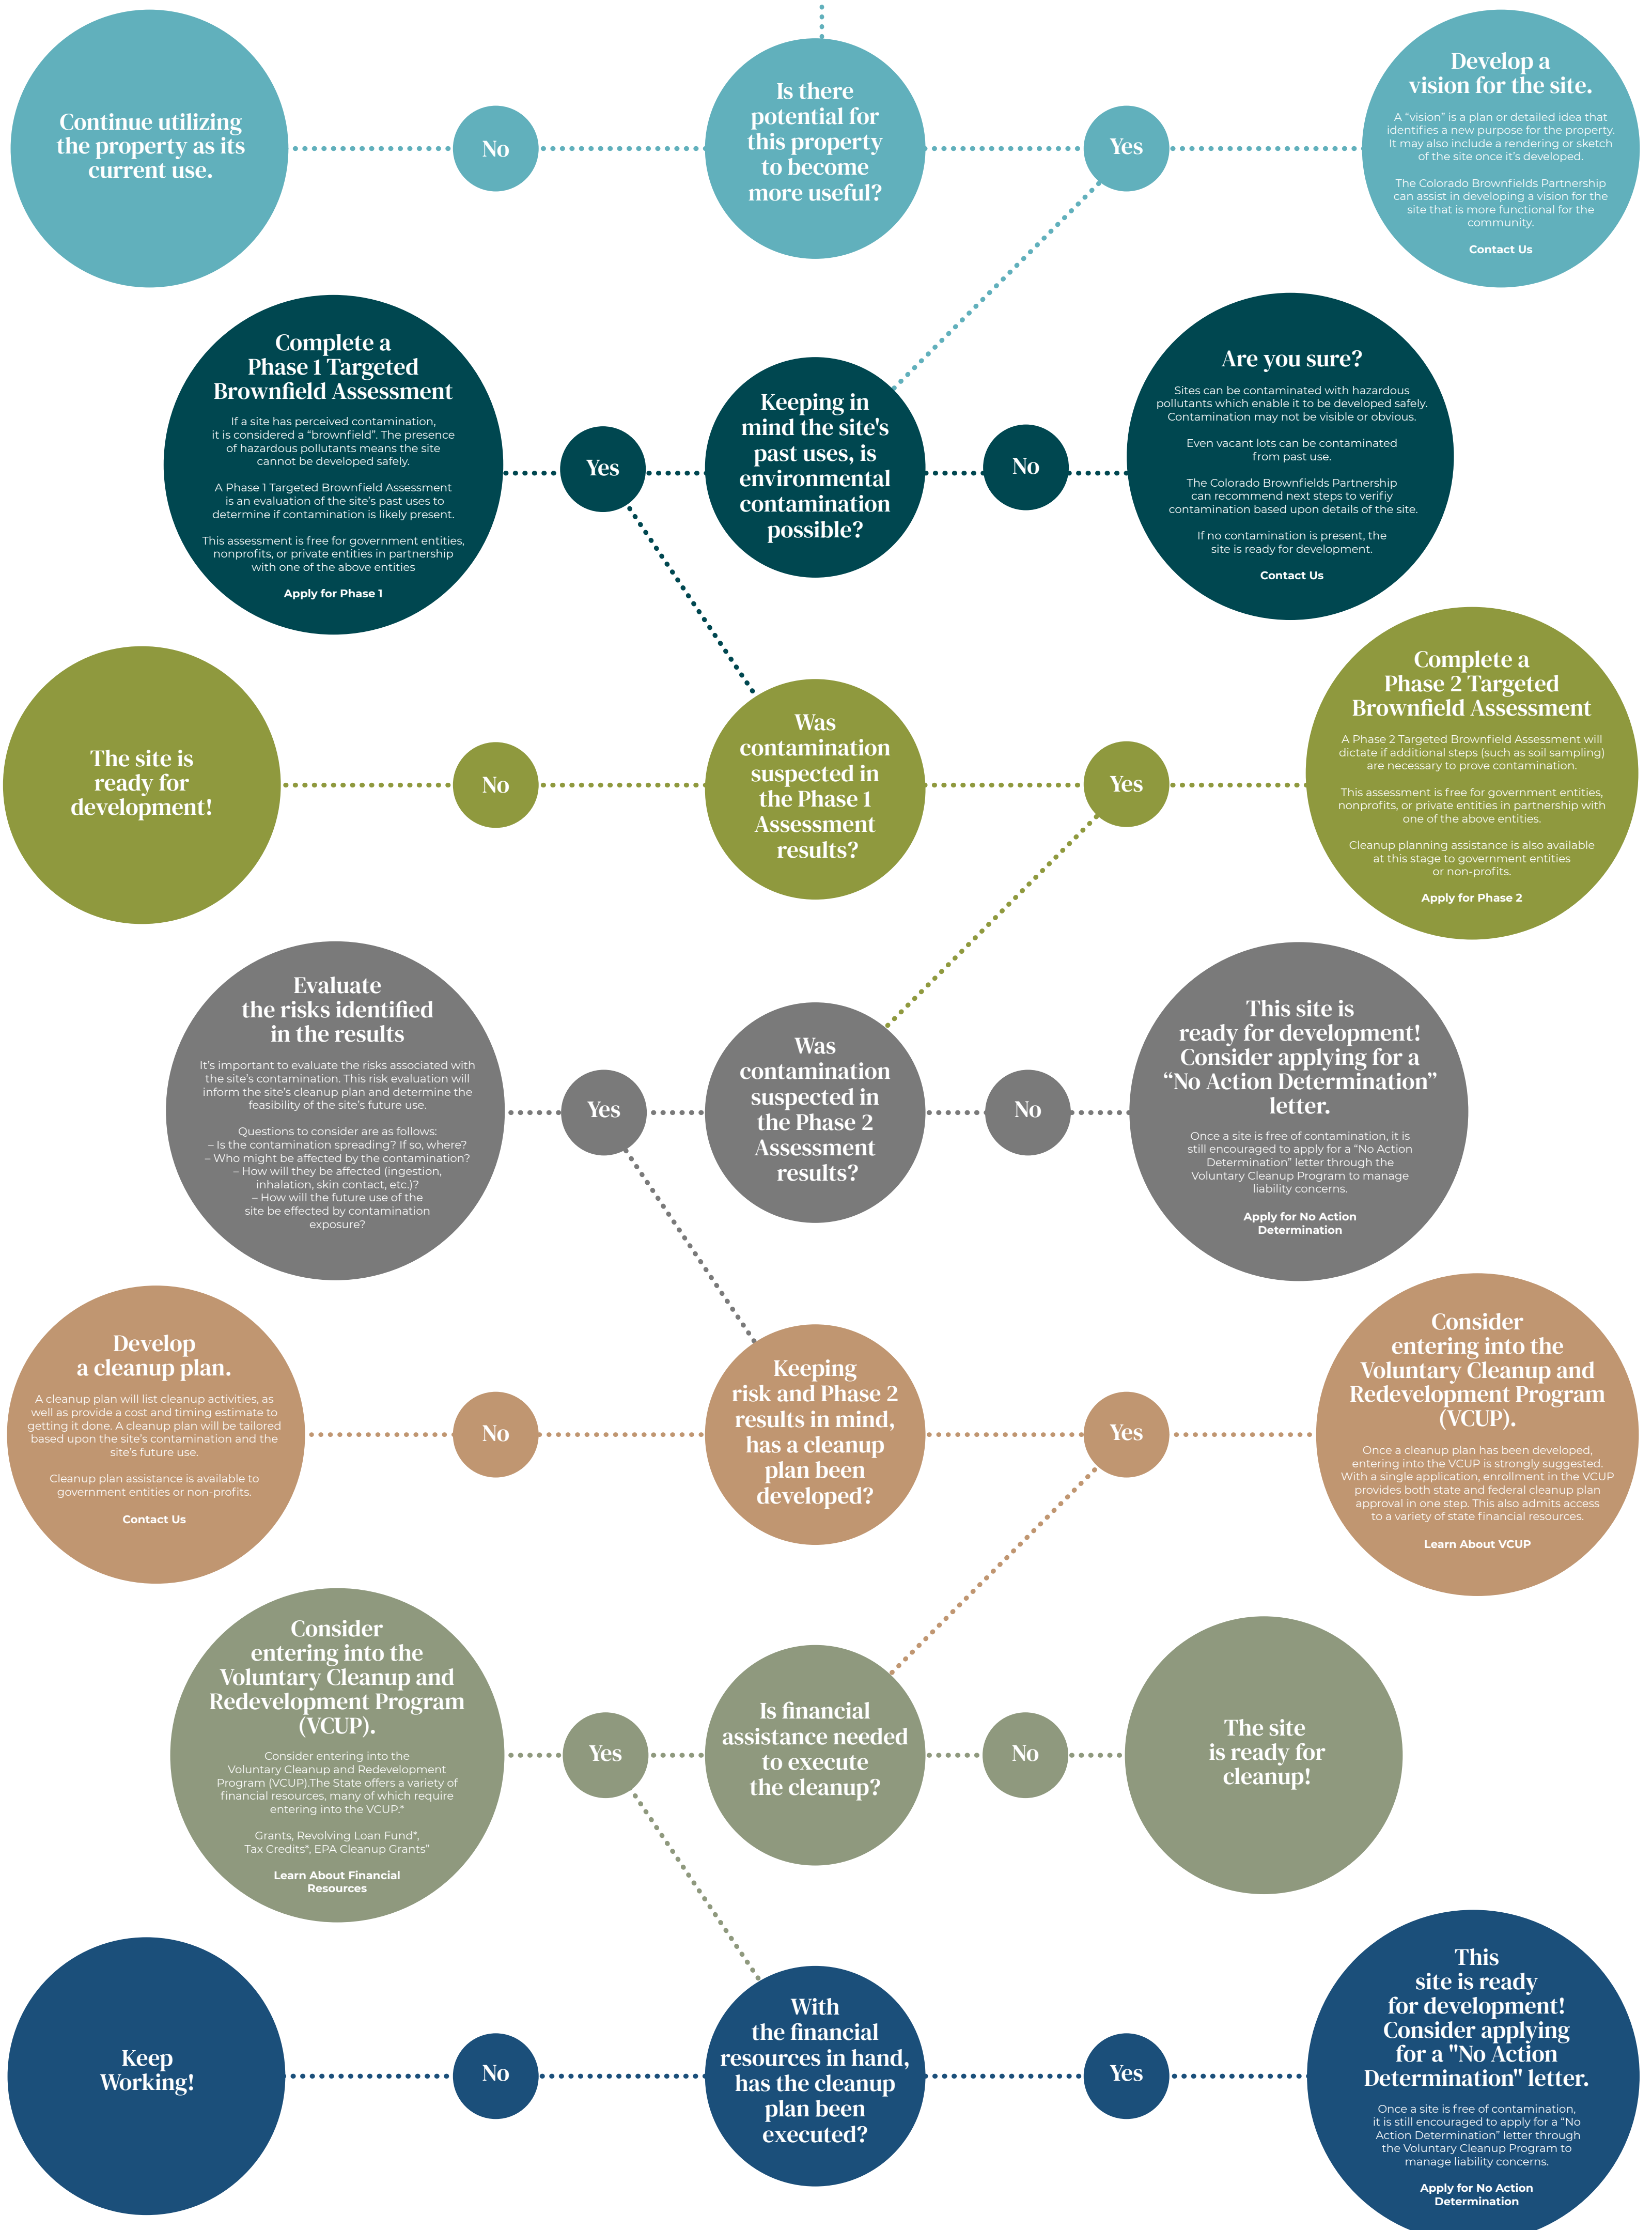 Continue utilizing
the property as its
current use.
No
Is there
potential for
this property
to become
more useful?
Yes
Develop a
vision for the site.
A “vision” is a plan or detailed idea that
identifies a new purpose for the property.
It may also include a rendering or sketch
of the site once it’s developed.
The Colorado Brownfields Partnership
can assist in developing a vision for the
site that is more functional for the
community.
Contact Us
Complete a
Phase 1 Targeted
Brownfield Assessment
If a site has perceived contamination,
it is considered a “brownfield”. The presence
of hazardous pollutants means the site
cannot be developed safely.
A Phase 1 Targeted Brownfield Assessment
is an evaluation of the site’s past uses to
determine if contamination is likely present.
This assessment is free for government entities,
nonprofits, or private entities in partnership
with one of the above entities
Apply for Phase 1
Yes
Keeping in
mind the site's
past uses, is
environmental
contamination
possible?
No
Are you sure?
Sites can be contaminated with hazardous
pollutants which enable it to be developed safely.
Contamination may not be visible or obvious.
Even vacant lots can be contaminated
from past use.
The Colorado Brownfields Partnership
can recommend next steps to verifiy
contamination based upon details of the site.
If no contamination is present, the
site is ready for development.
Contact Us
The site is
ready for
development!
No
Was
contamination
suspected in
the Phase 1
Assessment
results?
Yes
Complete a
Phase 2 Targeted
Brownfield Assessment
A Phase 2 Targeted Brownfield Assessment will
dictate if additional steps (such as soil sampling)
are necessary to prove contamination.
This assessment is free for government entities,
nonprofits, or private entities in partnership with
one of the above entities.
Cleanup planning assistance is also available
at this stage to government entities
or non-profits.
Apply for Phase 2
Evaluate
the risks identified
in the results
It’s important to evaluate the risks associated with
the site’s contamination. This risk evaluation will
inform the site’s cleanup plan and determine the
feasibility of the site’s future use.
Questions to consider are as follows:
– Is the contamination spreading? If so, where?
– Who might be affected by the contamination?
– How will they be affected (ingestion,
inhalation, skin contact, etc.)?
– How will the future use of the
site be effected by contamination
exposure?
Yes
Was
contamination
suspected in
the Phase 2
Assessment
results?
No
This site is
ready for development!
Consider applying for a
“No Action Determination”
letter.
Once a site is free of contamination, it is
still encouraged to apply for a “No Action
Determination” letter through the
Voluntary Cleanup Program to manage
liability concerns.
Apply for No Action
Determination
Develop
a cleanup plan.
A cleanup plan will list cleanup activities, as
well as provide a cost and timing estimate to
getting it done. A cleanup plan will be tailored
based upon the site’s contamination and the
site’s future use.
Cleanup plan assistance is available to
government entities or non-profits.
Contact Us
No
Keeping
risk and Phase 2
results in mind,
has a cleanup
plan been
developed?
Yes
Consider
entering into the
Voluntary Cleanup and
Redevelopment Program
(VCUP).
Once a cleanup plan has been developed,
entering into the VCUP is strongly suggested.
With a single application, enrollment in the VCUP
provides both state and federal cleanup plan
approval in one step. This also admits access
to a variety of state financial resources.
Learn About VCUP
Consider
entering into the
Voluntary Cleanup and
Redevelopment Program
(VCUP).
Consider entering into the
Voluntary Cleanup and Redevelopment
Program (VCUP).The State offers a variety of
financial resources, many of which require
entering into the VCUP.*
Grants, Revolving Loan Fund*,
Tax Credits*, EPA Cleanup Grants”
Learn About Financial
Resources
Yes
Is financial
assistance needed
to execute
the cleanup?
No
The site
is ready for
cleanup!
Keep
Working!
No
With
the financial
resources in hand,
has the cleanup
plan been
executed?
Yes
This
site is ready
for development!
Consider applying
for a "No Action
Determination" letter.
Once a site is free of contamination,
it is still encouraged to apply for a “No
Action Determination” letter through
the Voluntary Cleanup Program to
manage liability concerns.
Apply for No Action
Determination